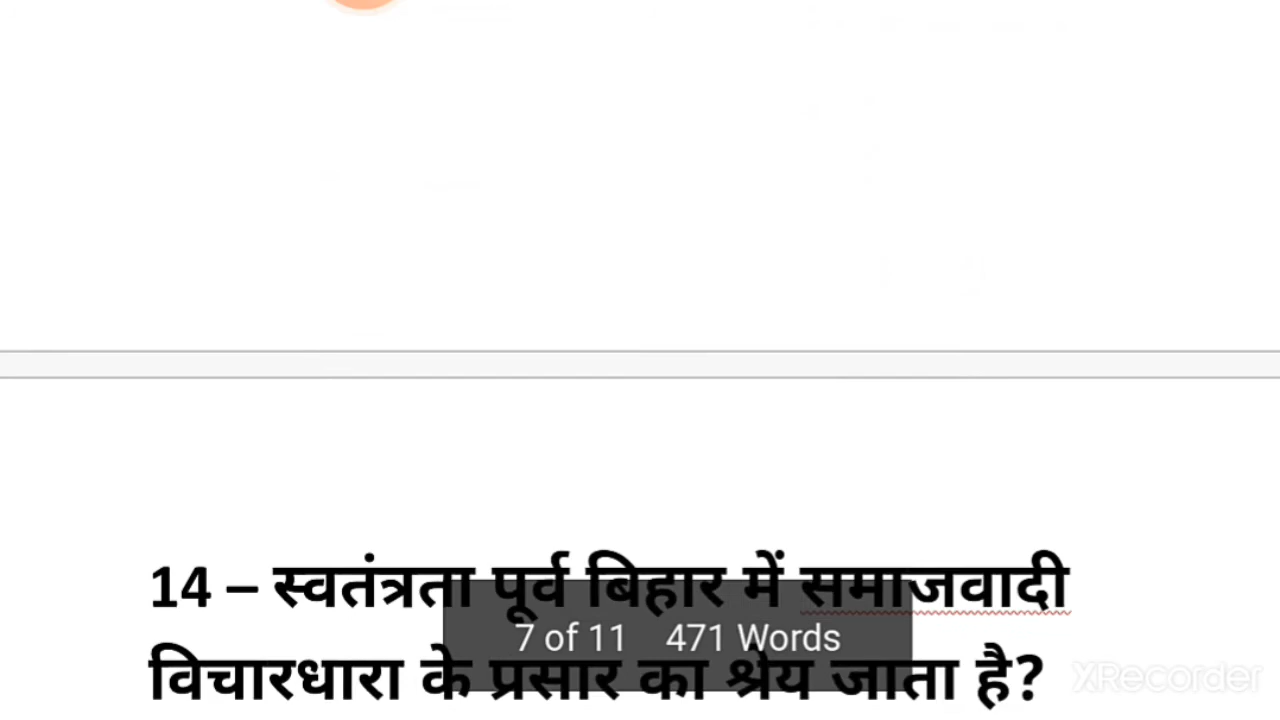 14 – स्वतंत्रता पूर्व बिहार में समाजवादी
7 of 11 471 Words
विचारधारा के प्रसार का श्रेय जाता है?
XRecorder